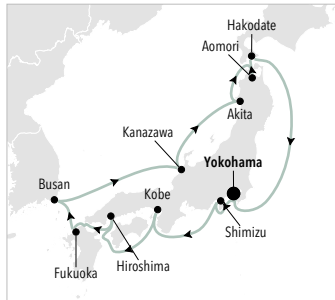 Hakodate
Aomori
Akita
Kanazawa
Yokohama
Busan
Kobe
Shimizu
Hiroshima
Fukuoka